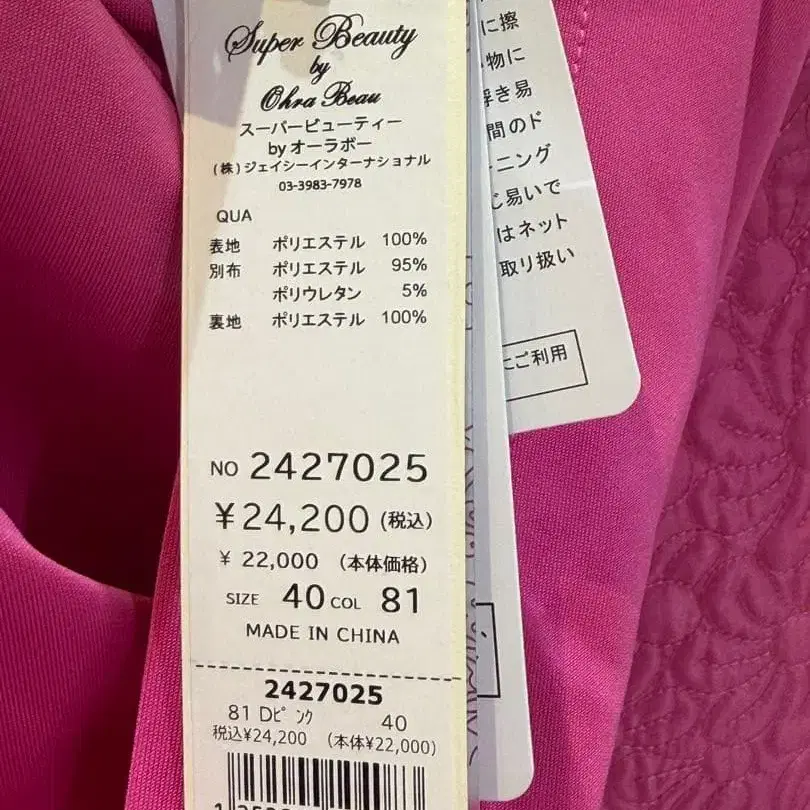 Super Beauty
by
Ohra Beau
スーパービューティー
byオーラボー
(株)ジェイシーインターナショナル
03-3983-7978
QUA
表地 ポリエステル 100%
別布 ポリエステル 95%
ポリウレタン 5%
裏地 ポリエステル 100%
NO 2427025
¥24,200 (税込)
¥ 22,000 (本体価格)
SIZE 40 COL 81
MADE IN CHINA
2427025
81 Dピンク 40
税込¥24,200 (本体¥22,000)
に擦
物に
浮き易
間のド
ーニング
じ易いで
はネット
取り扱い
にご利用